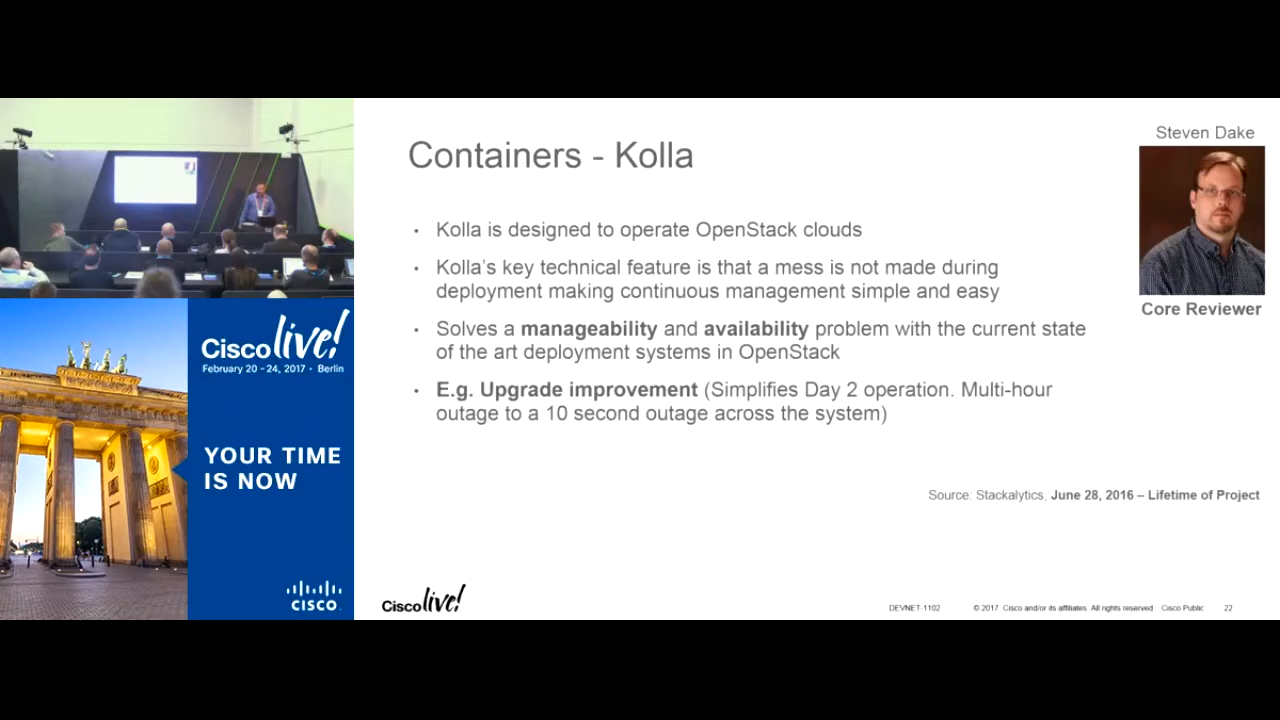 Cisco live!
February 20 - 24, 2017 • Berlin
YOUR TIME
IS NOW
CISCO
Containers - Kolla
• Kolla is designed to operate OpenStack clouds
• Kolla's key technical feature is that a mess is not made during
deployment making continuous management simple and easy
• Solves a manageability and availability problem with the current state
of the art deployment systems in OpenStack
• E.g. Upgrade improvement (Simplifies Day 2 operation. Multi-hour
outage to a 10 second outage across the system)
Steven Dake
Core Reviewer
Source: Stackalytics, June 28, 2016 – Lifetime of Project
Cisco live!
DEVNET-1102 © 2017 Cisco and/or its affiliates. All rights reserved Cisco Public 22